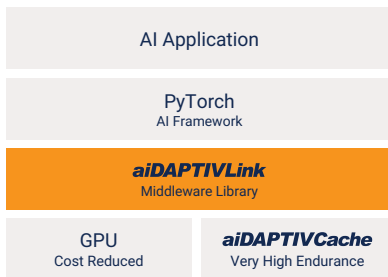 AI Application
PyTorch
AI Framework
aiDAPTIVLink
Middleware Library
GPU
Cost Reduced
aiDAPTIVCache
Very High Endurance